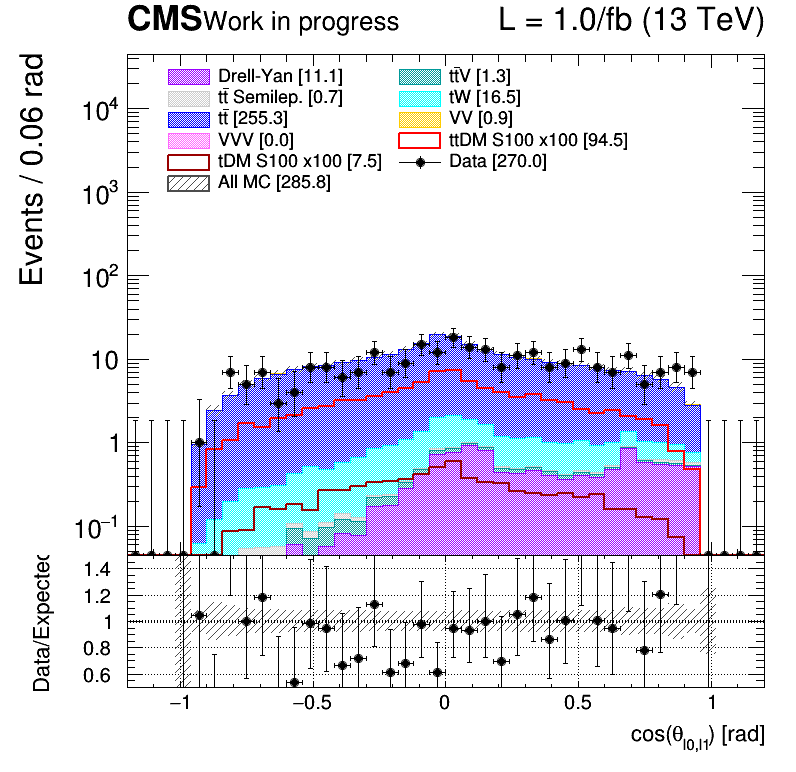 CMS Work in progress L = 1.0/fb (13 TeV)
Drell-Yan [11.1] tt̄V [1.3]
tt̄ Semilep. [0.7] tW [16.5]
tt̄ [255.3] VV [0.9]
VVV [0.0] ttDM S100 x100 [94.5]
tDM S100 x100 [7.5] Data [270.0]
All MC [285.8]
Events / 0.06 rad
10⁴
10³
10²
10
1
10⁻¹
Data/Expected
1.4
1.2
1
0.8
0.6
−1 −0.5 0 0.5 1
cos(θ_l0,l1) [rad]